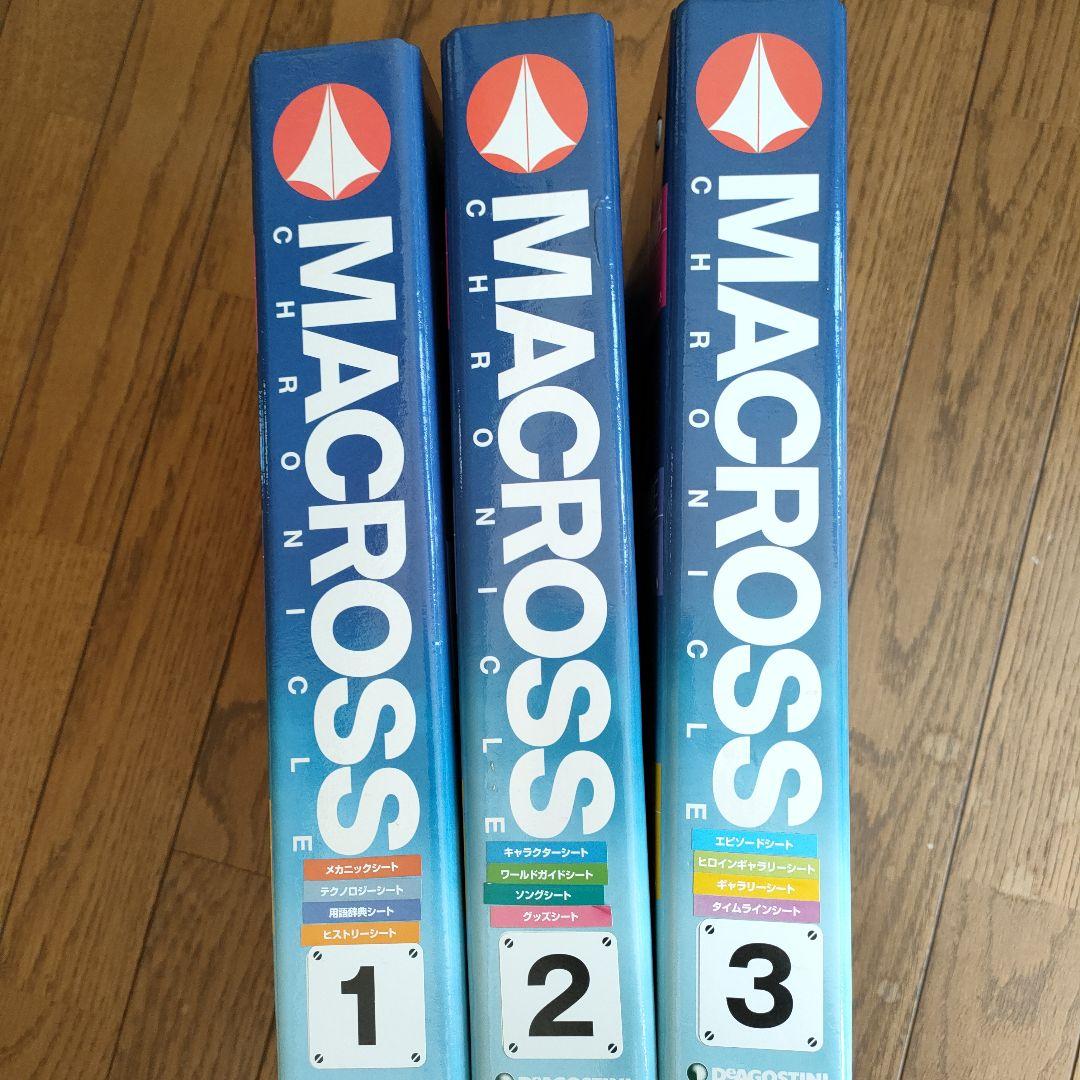 MACROSS
CHRONICLE
メカニックシート
テクノロジーシート
用語辞典シート
ヒストリーシート
1
MACROSS
CHRONICLE
キャラクターシート
ワールドガイドシート
ソングシート
グッズシート
2
DEAGOSTINI
MACROSS
CHRONICLE
エピソードシート
ヒロインギャラリーシート
ギャラリーシート
タイムラインシート
3
DEAGOSTINI